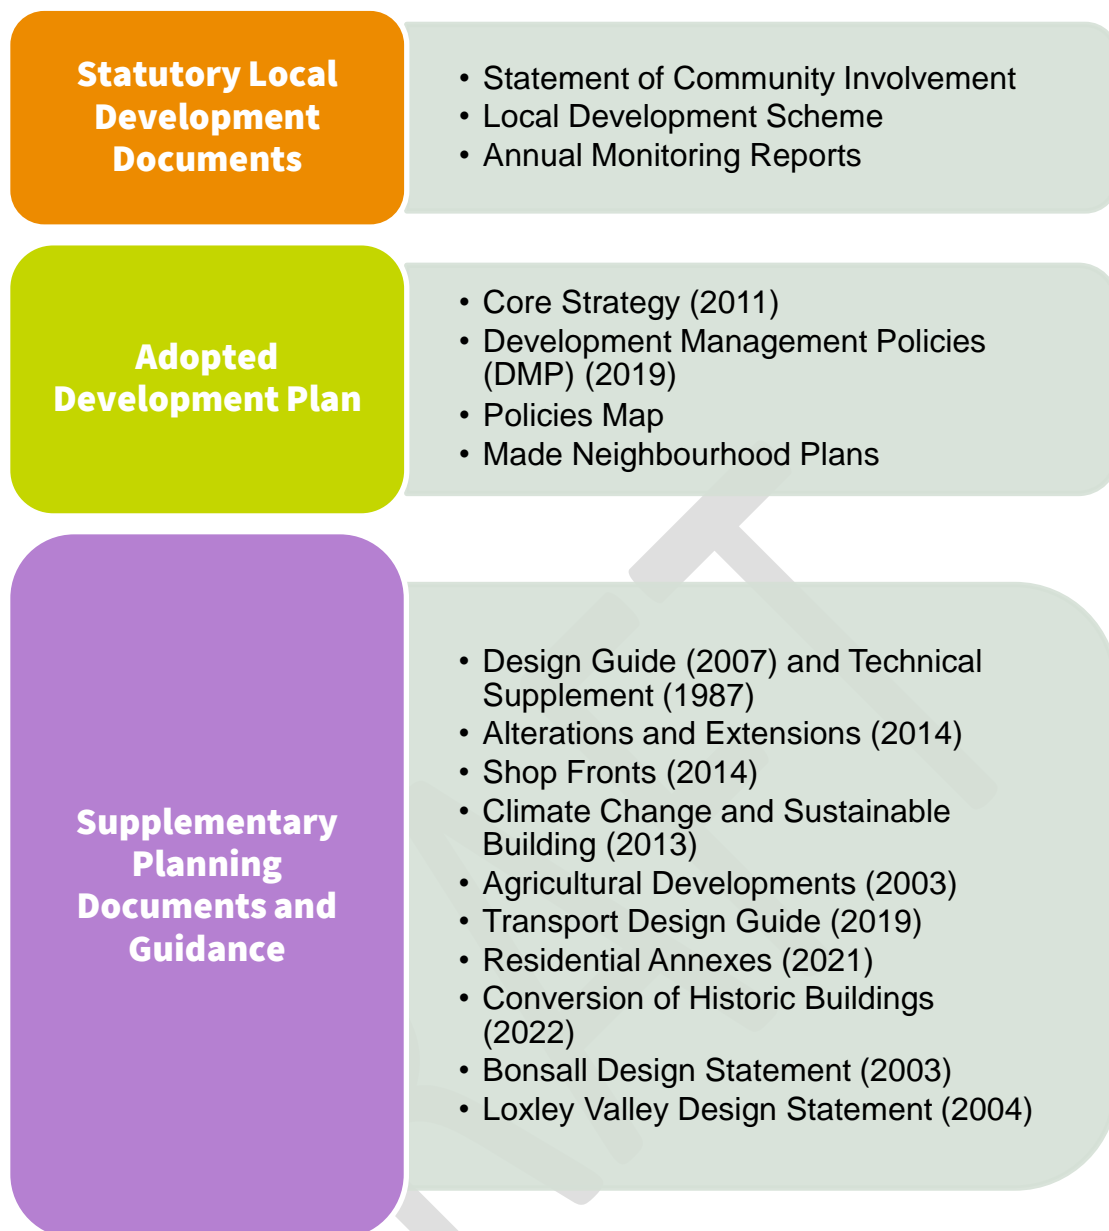 Statutory Local
Development
Documents
• Statement of Community Involvement
• Local Development Scheme
• Annual Monitoring Reports
Adopted
Development Plan
• Core Strategy (2011)
• Development Management Policies
(DMP) (2019)
• Policies Map
• Made Neighbourhood Plans
Supplementary
Planning
Documents and
Guidance
• Design Guide (2007) and Technical
Supplement (1987)
• Alterations and Extensions (2014)
• Shop Fronts (2014)
• Climate Change and Sustainable
Building (2013)
• Agricultural Developments (2003)
• Transport Design Guide (2019)
• Residential Annexes (2021)
• Conversion of Historic Buildings
(2022)
• Bonsall Design Statement (2003)
• Loxley Valley Design Statement (2004)